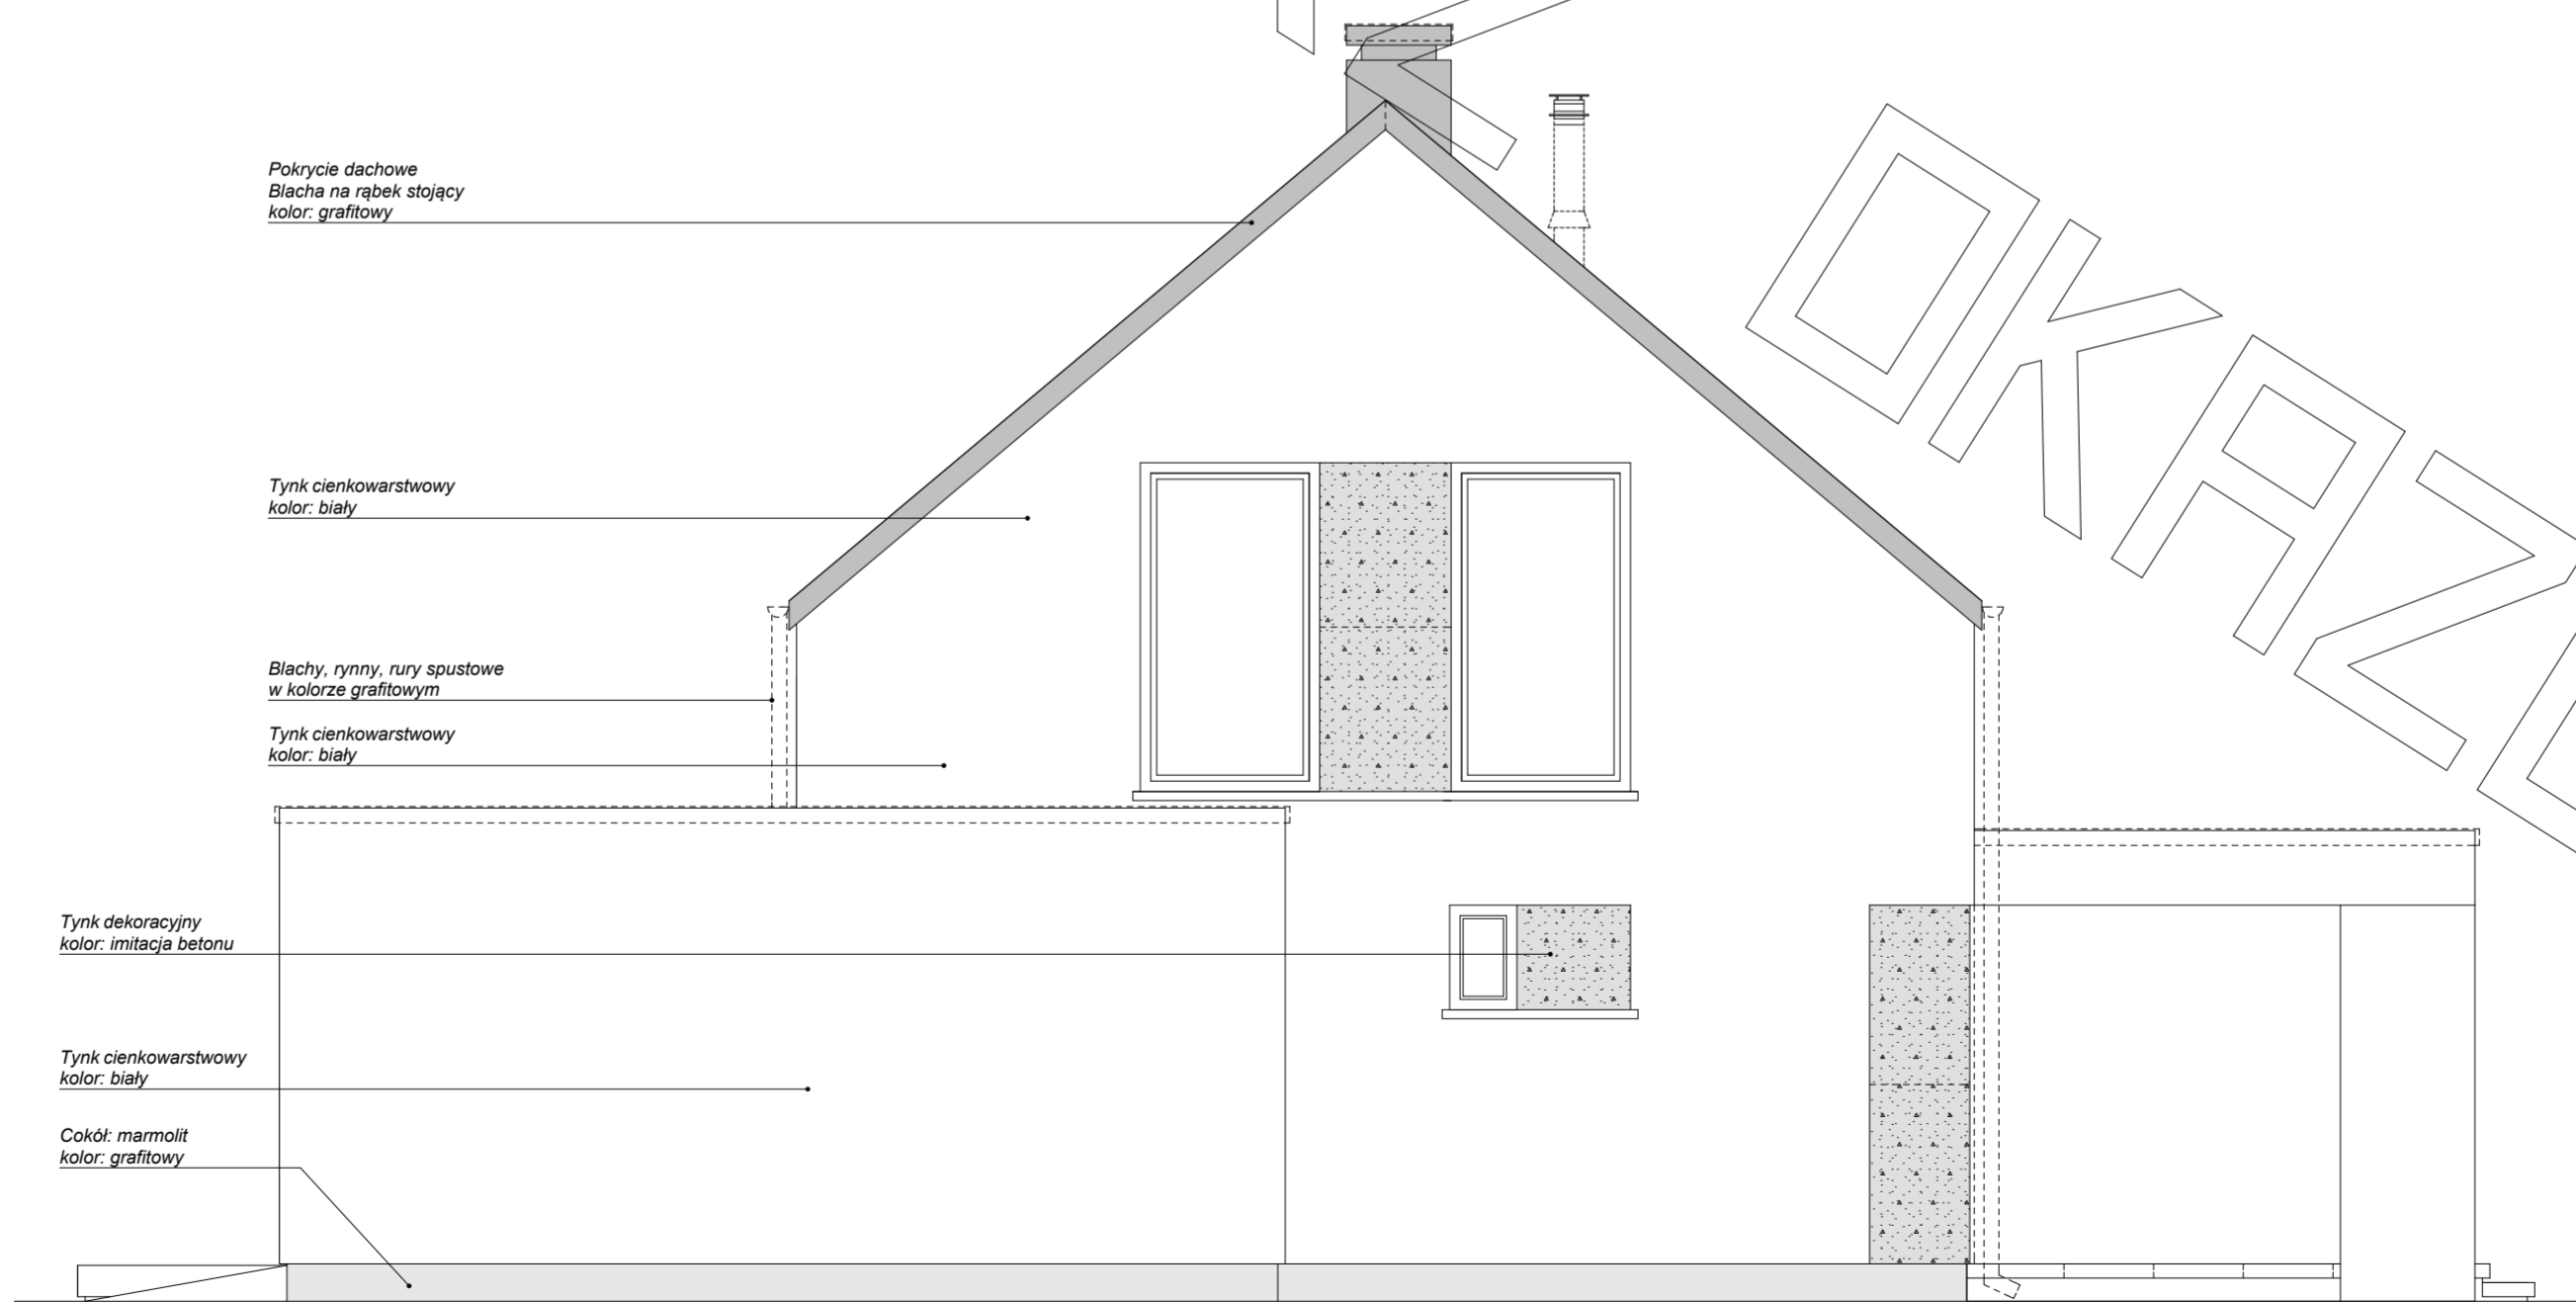 Pokrycie dachowe
Blacha na rąbek stojący
kolor: grafitowy
Tynk cienkowarstwowy
kolor: biały
Blachy, rynny, rury spustowe
w kolorze grafitowym
Tynk cienkowarstwowy
kolor: biały
Tynk dekoracyjny
kolor: imitacja betonu
Tynk cienkowarstwowy
kolor: biały
Cokół: marmolit
kolor: grafitowy
OKAZ